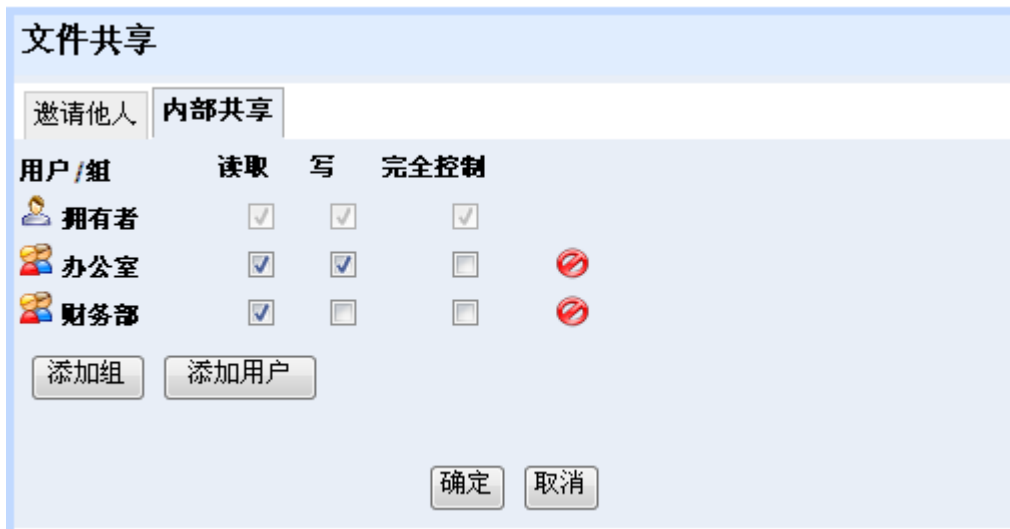 文件共享
邀请他人 内部共享
用户/组 读取 写 完全控制
拥有者
办公室
财务部
添加组 添加用户
确定 取消